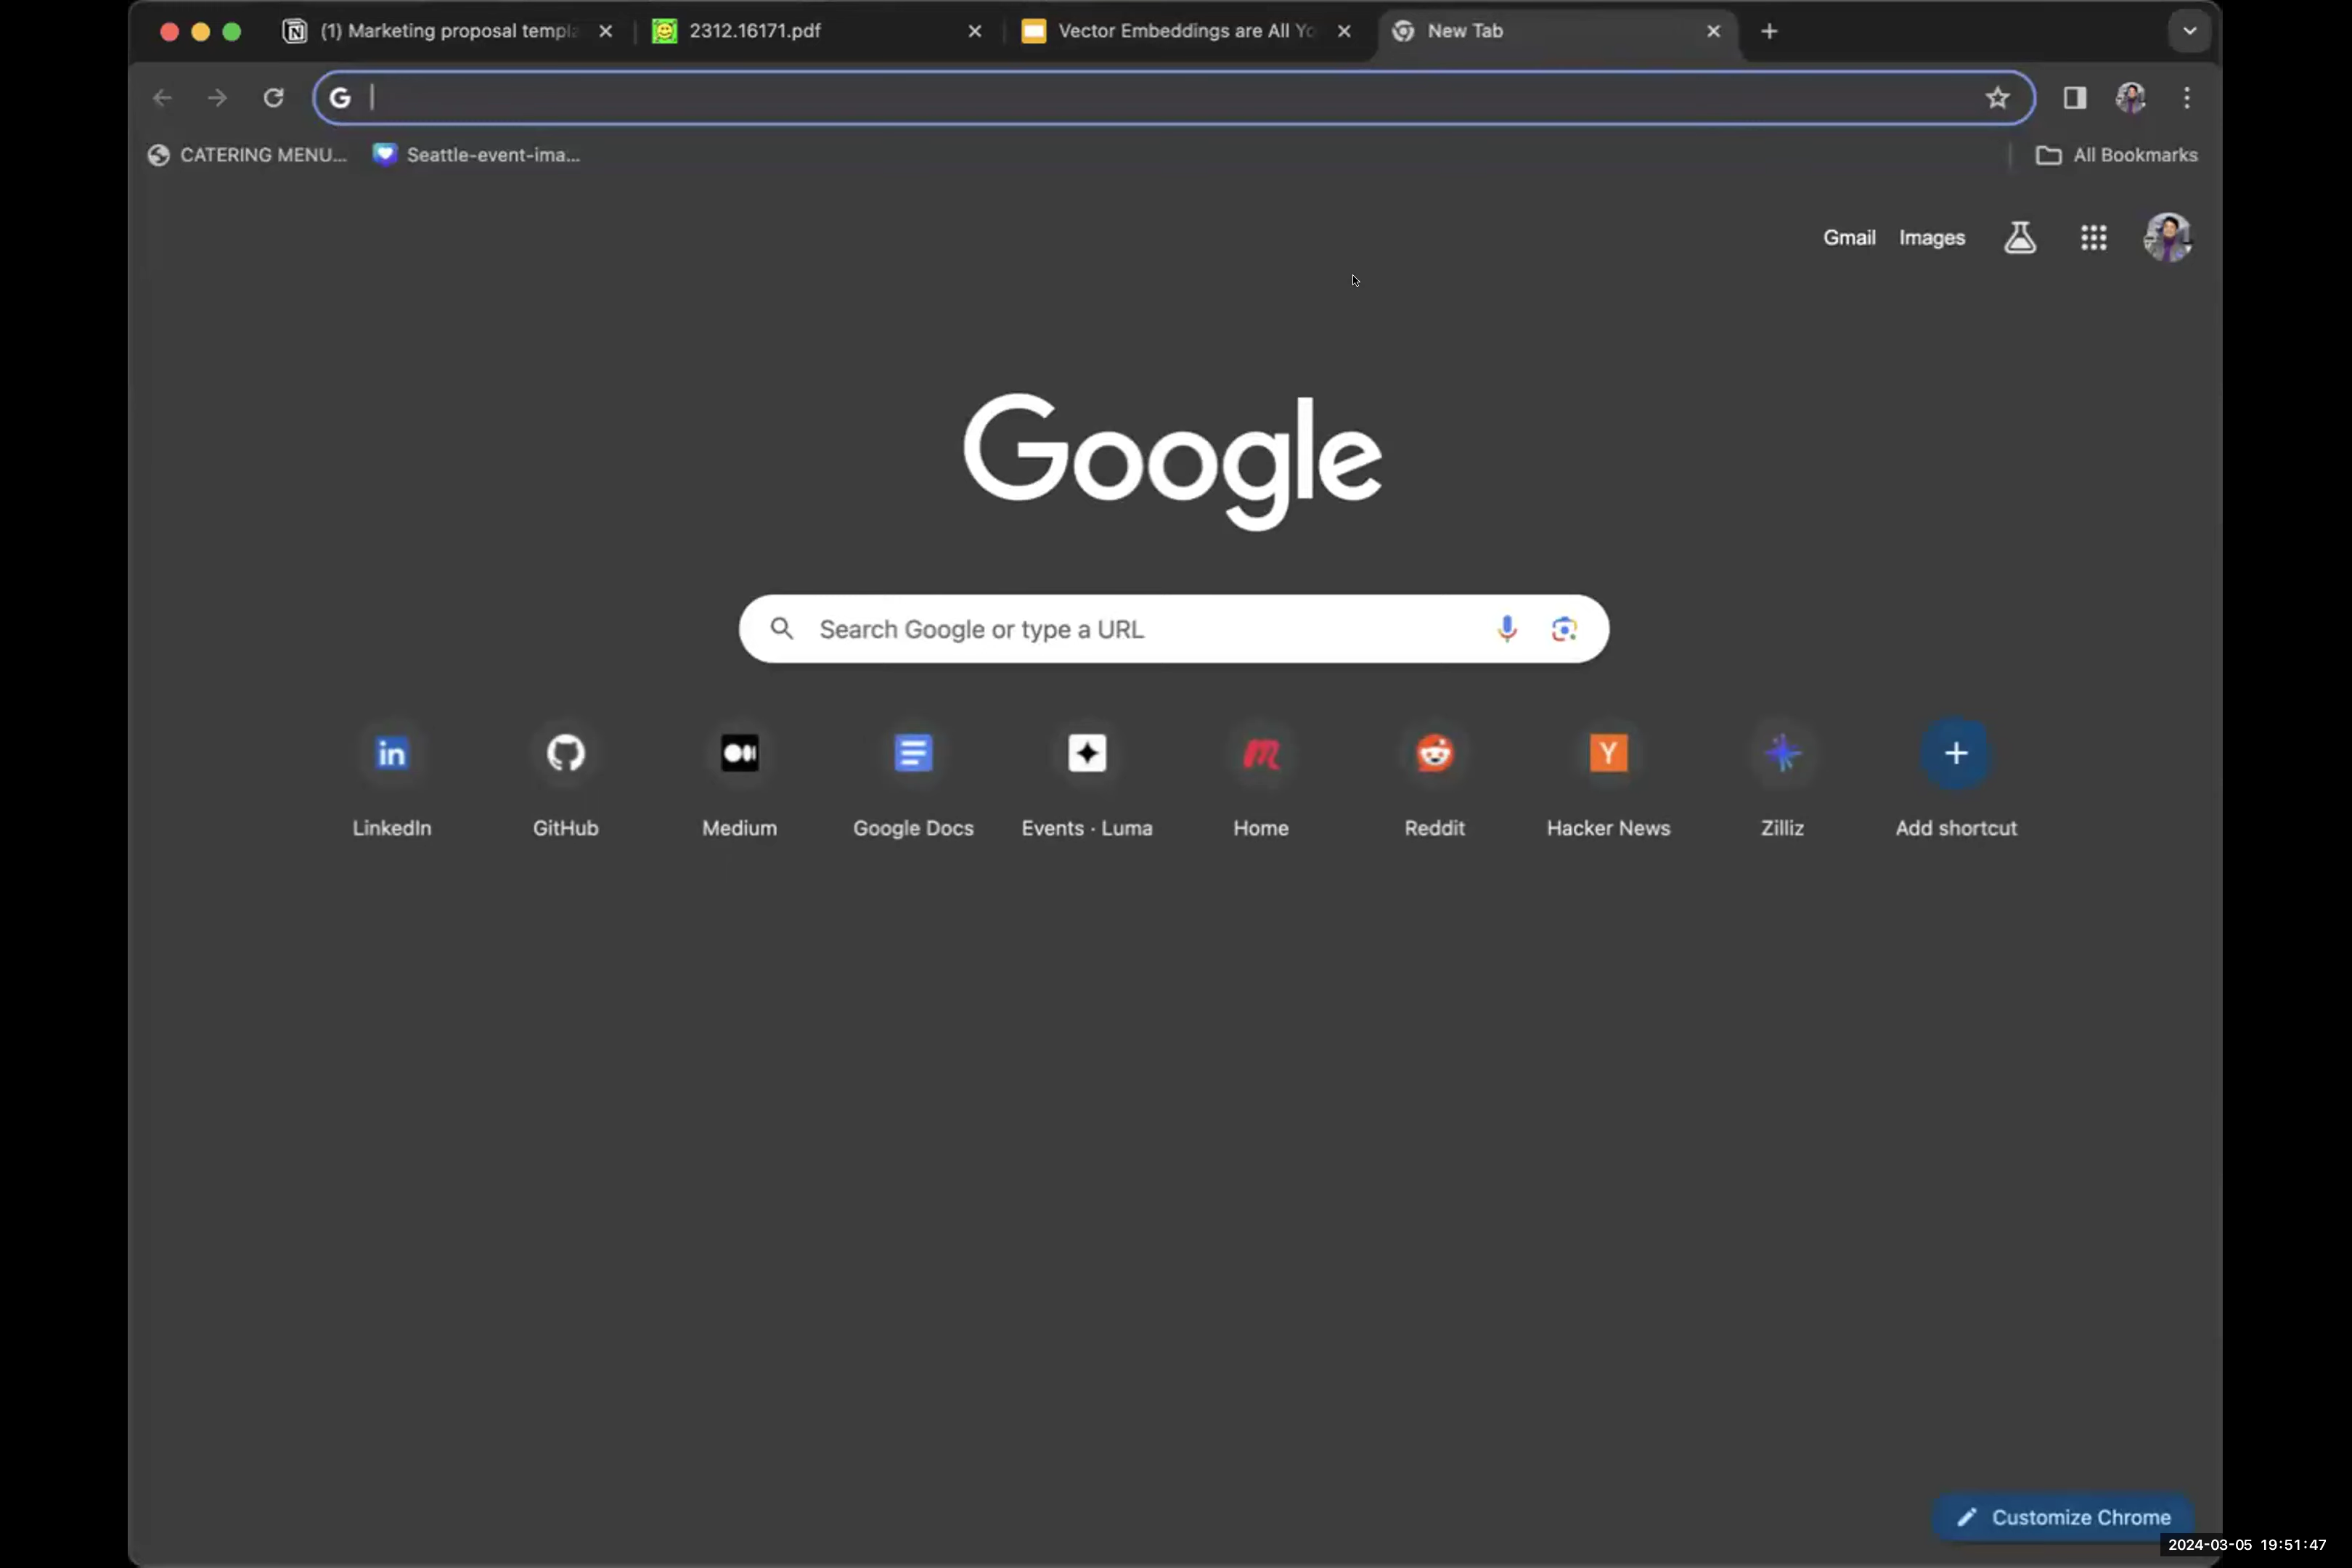 (1) Marketing proposal templa
2312.16171.pdf
Vector Embeddings are All Yo
New Tab
CATERING MENU...
Seattle-event-ima...
All Bookmarks
Gmail
Images
Google
Search Google or type a URL
LinkedIn
GitHub
Medium
Google Docs
Events · Luma
Home
Reddit
Hacker News
Zilliz
Add shortcut
Customize Chrome
2024-03-05 19:51:47